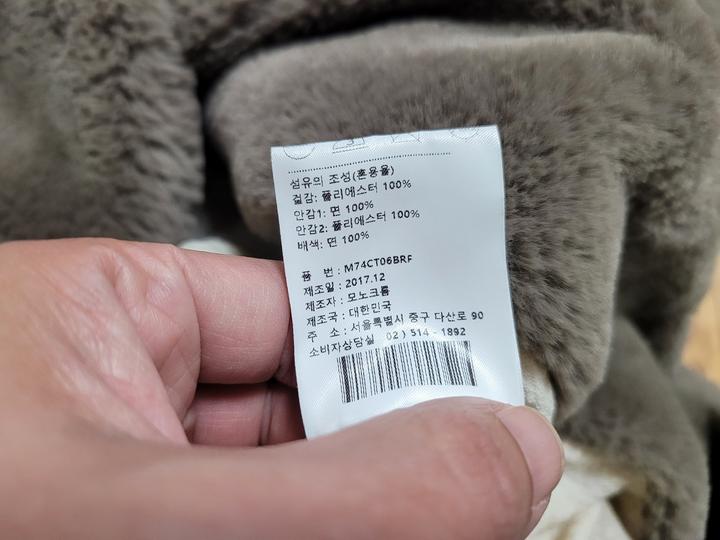 섬유의 조성(혼용율)
겉감: 폴리에스터 100%
안감1: 면 100%
안감2: 폴리에스터 100%
배색: 면 100%
품 번 : M74CT06BRF
제조일 : 2017.12
제조자 : 모노크롬
제조국 : 대한민국
주 소 : 서울특별시 중구 다산로 90
소비자상담실 02 ) 514 - 1892